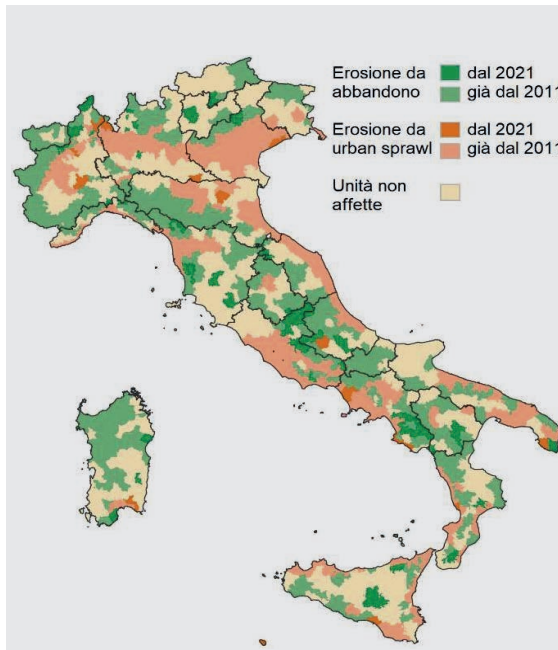 Erosione da dal 2021
abbandono già dal 2011
Erosione da dal 2021
urban sprawl già dal 2011
Unità non
affette